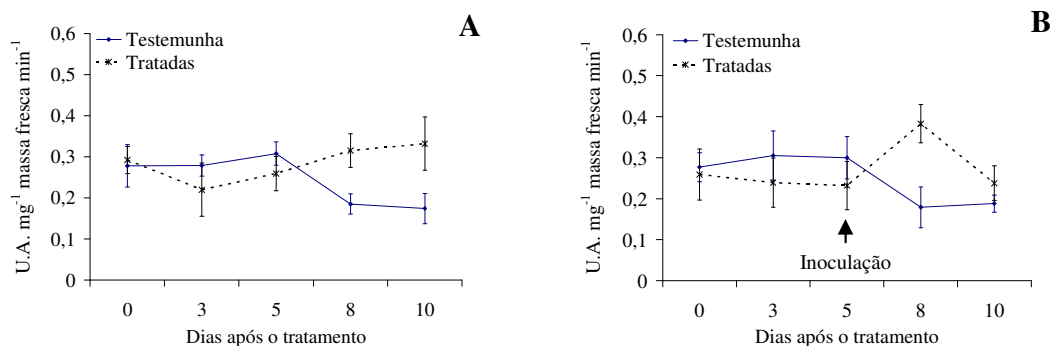 A
U.A. mg-1 massa fresca min-1
0,6
0,5
0,4
0,3
0,2
0,1
0
Testemunha
Tratadas
0 3 5 8 10
Dias após o tratamento
B
U.A. mg-1 massa fresca min-1
0,6
0,5
0,4
0,3
0,2
0,1
0
Testemunha
Tratadas
Inoculação
0 3 5 8 10
Dias após o tratamento